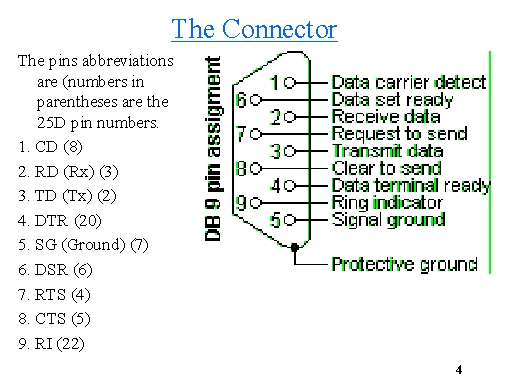 The Connector
The pins abbreviations
are (numbers in
parentheses are the
25D pin numbers.
1. CD (8)
2. RD (Rx) (3)
3. TD (Tx) (2)
4. DTR (20)
5. SG (Ground) (7)
6. DSR (6)
7. RTS (4)
8. CTS (5)
9. RI (22)
DB 9 pin assigment
1 Data carrier detect
6 Data set ready
2 Receive data
7 Request to send
3 Transmit data
8 Clear to send
4 Data terminal ready
9 Ring indicator
5 Signal ground
Protective ground
4